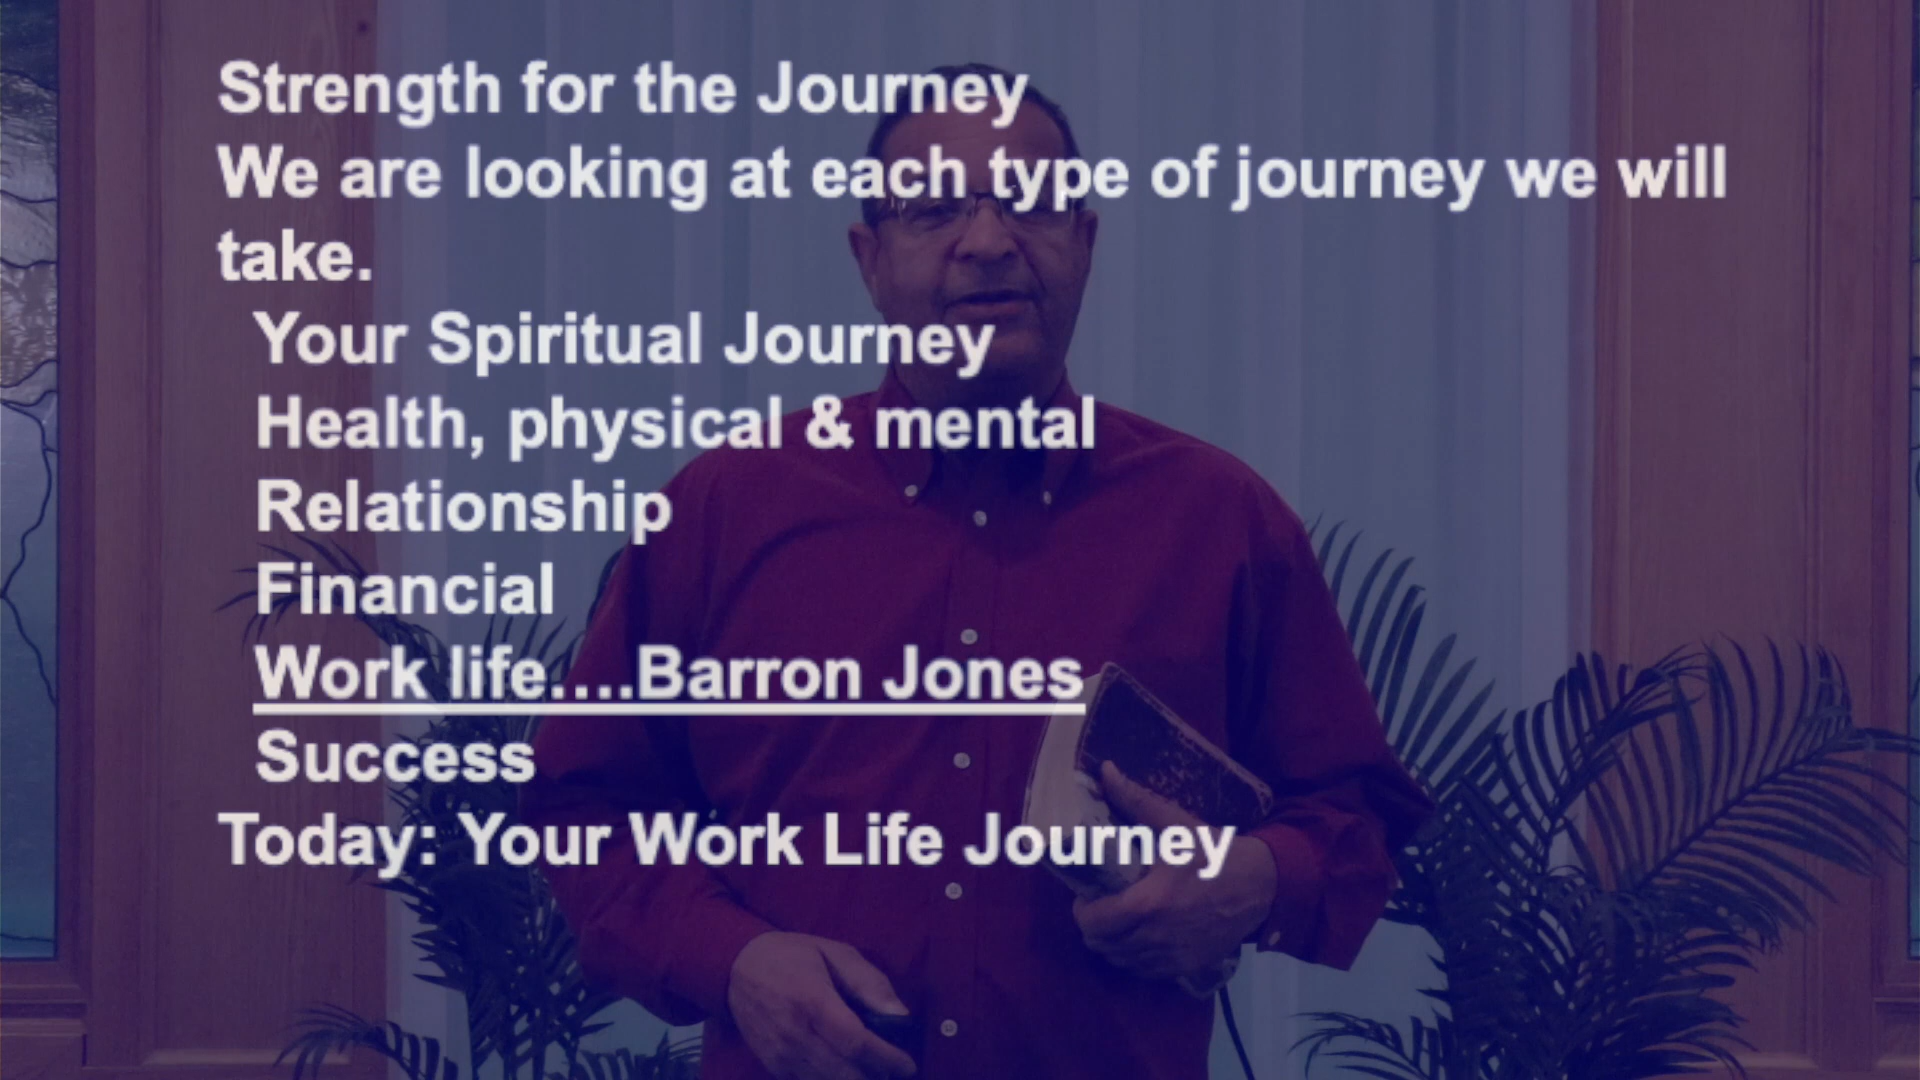 Strength for the Journey
We are looking at each type of journey we will
take.
Your Spiritual Journey
Health, physical & mental
Relationship
Financial
Work life....Barron Jones
Success
Today: Your Work Life Journey